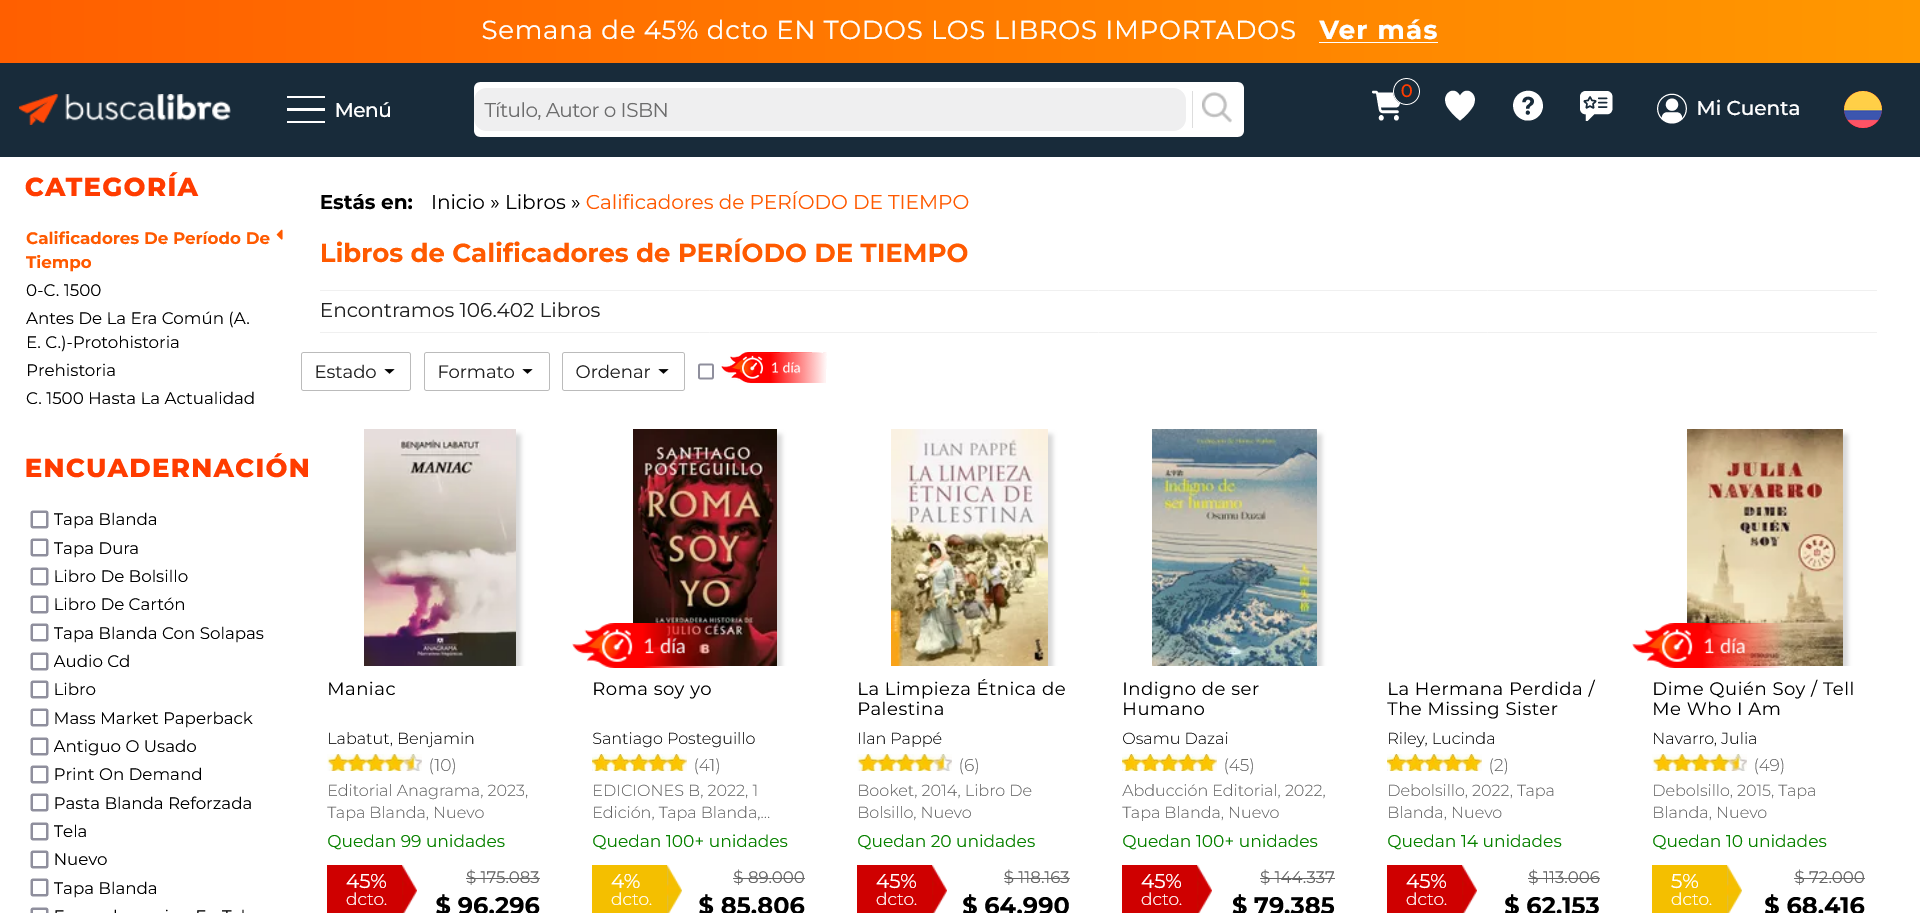 Semana de 45% dcto EN TODOS LOS LIBROS IMPORTADOS Ver más
buscalibre
Menú
Título, Autor o ISBN
0
Mi Cuenta
CATEGORÍA
Calificadores De Período De
Tiempo
0-C. 1500
Antes De La Era Común (A.
E. C.)-Protohistoria
Prehistoria
C. 1500 Hasta La Actualidad
ENCUADERNACIÓN
Tapa Blanda
Tapa Dura
Libro De Bolsillo
Libro De Cartón
Tapa Blanda Con Solapas
Audio Cd
Libro
Mass Market Paperback
Antiguo O Usado
Print On Demand
Pasta Blanda Reforzada
Tela
Nuevo
Tapa Blanda
Estás en: Inicio » Libros » Calificadores de PERÍODO DE TIEMPO
Libros de Calificadores de PERÍODO DE TIEMPO
Encontramos 106.402 Libros
Estado
Formato
Ordenar
1 día
BENJAMÍN LABATUT
MANIAC
ANAGRAMA
Maniac
Labatut, Benjamin
(10)
Editorial Anagrama, 2023,
Tapa Blanda, Nuevo
Quedan 99 unidades
45%
dcto.
$ 175.083
$ 96.296
SANTIAGO
POSTEGUILLO
ROMA
SOY
YO
LA VERDADERA HISTORIA DE
JULIO CÉSAR
1 día
Roma soy yo
Santiago Posteguillo
(41)
EDICIONES B, 2022, 1
Edición, Tapa Blanda,...
Quedan 100+ unidades
4%
dcto.
$ 89.000
$ 85.806
ILAN PAPPÉ
LA LIMPIEZA
ÉTNICA DE
PALESTINA
La Limpieza Étnica de
Palestina
Ilan Pappé
(6)
Booket, 2014, Libro De
Bolsillo, Nuevo
Quedan 20 unidades
45%
dcto.
$ 118.163
$ 64.990
Indigno de
ser humano
Osamu Dazai
Indigno de ser
Humano
Osamu Dazai
(45)
Abducción Editorial, 2022,
Tapa Blanda, Nuevo
Quedan 100+ unidades
45%
dcto.
$ 144.337
$ 79.385
La Hermana Perdida /
The Missing Sister
Riley, Lucinda
(2)
Debolsillo, 2022, Tapa
Blanda, Nuevo
Quedan 14 unidades
45%
dcto.
$ 113.006
$ 62.153
JULIA
NAVARRO
DIME
QUIÉN
SOY
1 día
Dime Quién Soy / Tell
Me Who I Am
Navarro, Julia
(49)
Debolsillo, 2015, Tapa
Blanda, Nuevo
Quedan 10 unidades
5%
dcto.
$ 72.000
$ 68.416